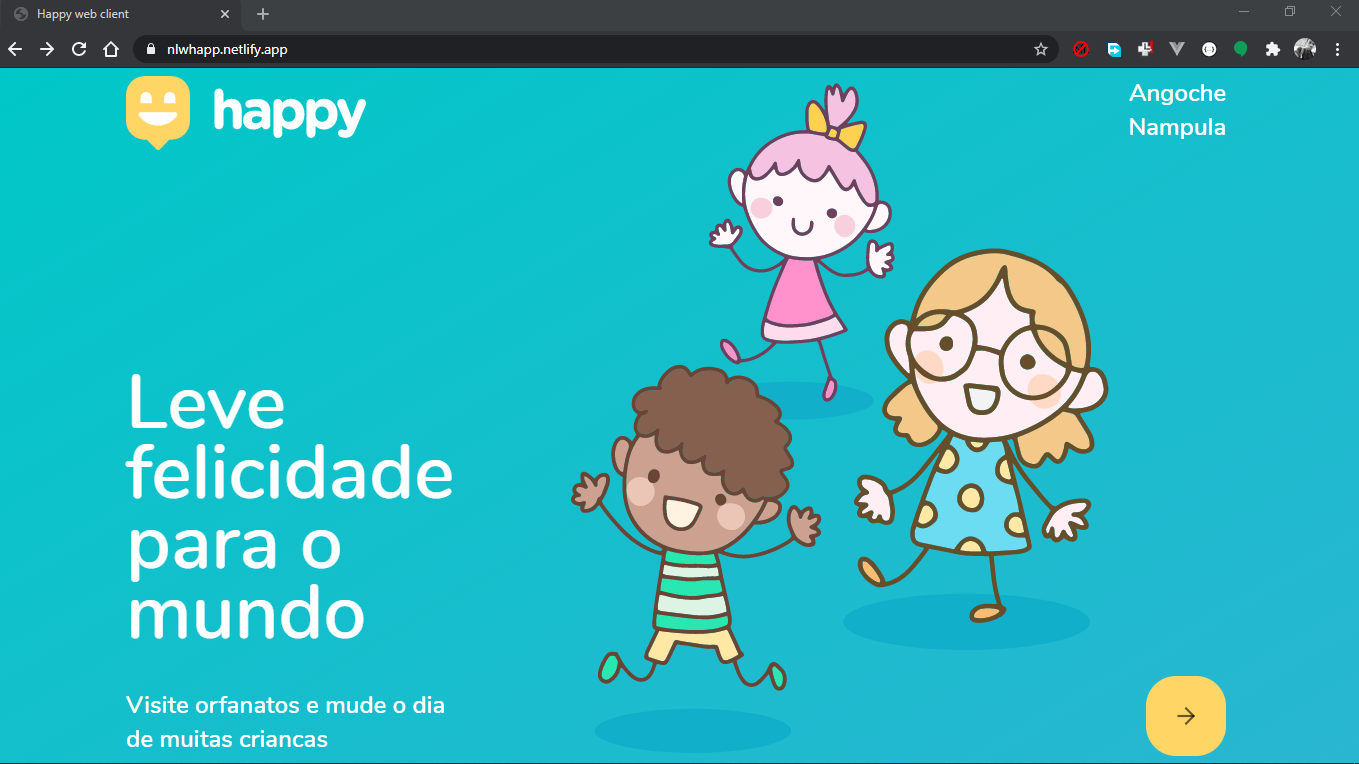 Happy web client
nlwhapp.netlify.app
happy
Angoche
Nampula
Leve
felicidade
para o
mundo
Visite orfanatos e mude o dia
de muitas criancas